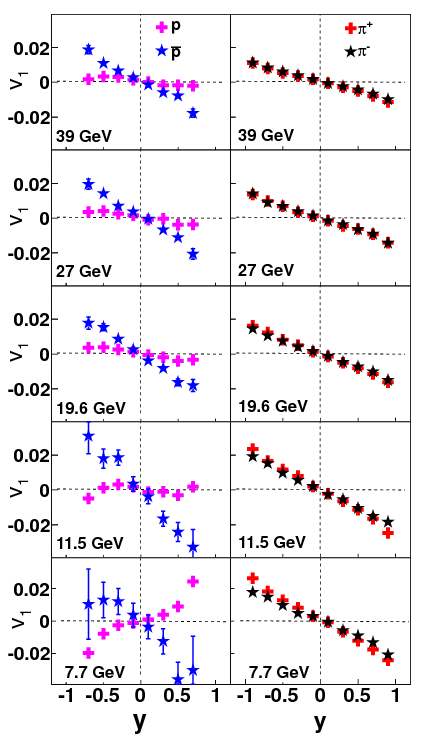 p
p̅
π+
π-
V1 0.02 0 -0.02 39 GeV 39 GeV
V1 0.02 0 -0.02 27 GeV 27 GeV
V1 0.02 0 -0.02 19.6 GeV 19.6 GeV
V1 0.02 0 -0.02 11.5 GeV 11.5 GeV
V1 0.02 0 -0.02 7.7 GeV 7.7 GeV
-1 -0.5 0 0.5 1 -1 -0.5 0 0.5 1
y y